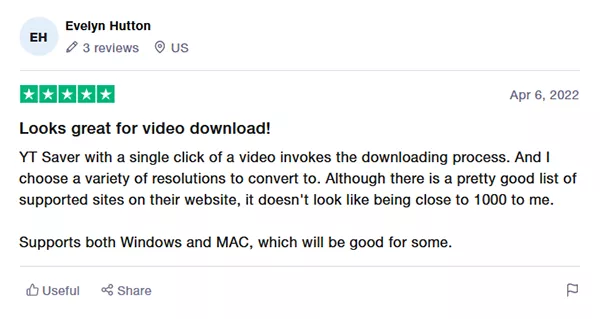 EH
Evelyn Hutton
3 reviews US
Apr 6, 2022
Looks great for video download!
YT Saver with a single click of a video invokes the downloading process. And I
choose a variety of resolutions to convert to. Although there is a pretty good list of
supported sites on their website, it doesn't look like being close to 1000 to me.
Supports both Windows and MAC, which will be good for some.
Useful Share